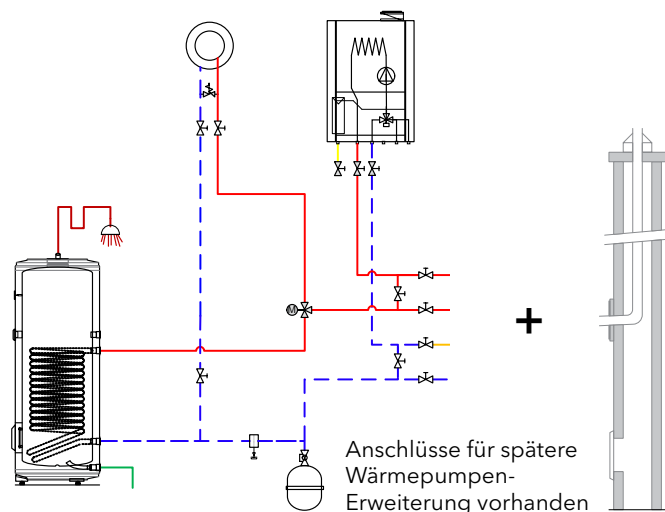 M
+
Anschlüsse für spätere
Wärmepumpen-
Erweiterung vorhanden